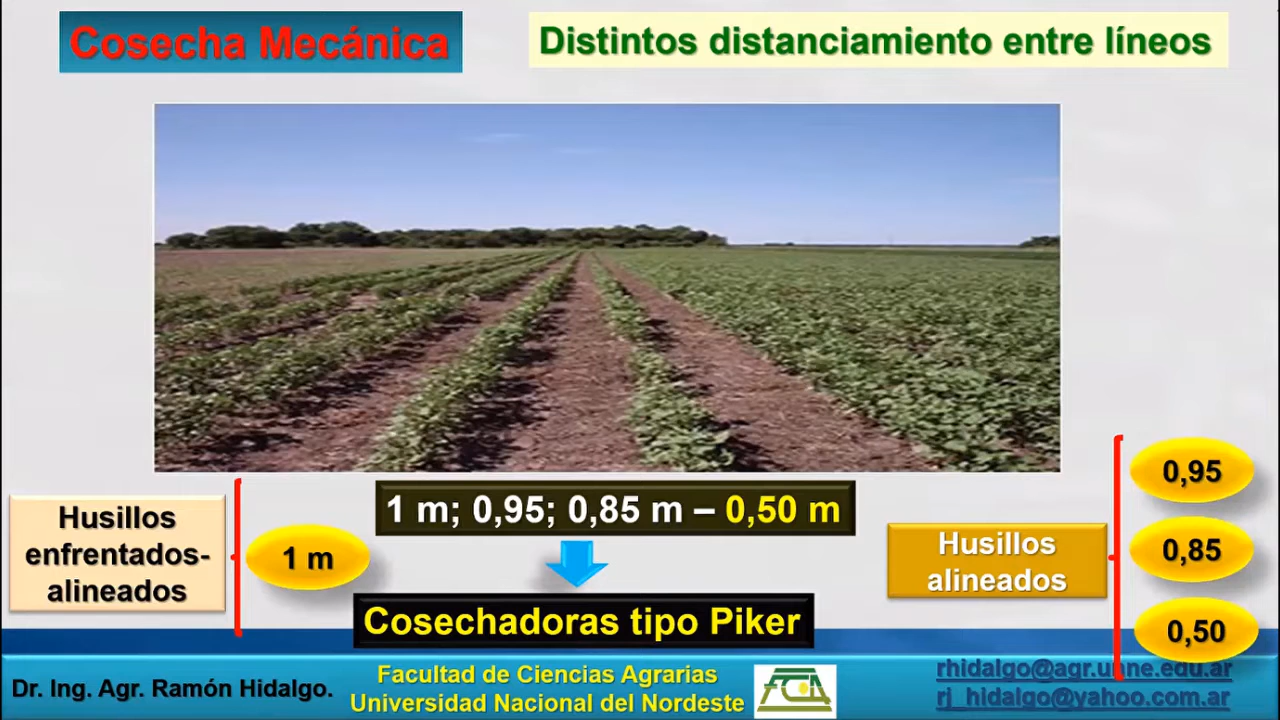 Cosecha Mecánica
Distintos distanciamiento entre líneos
1 m; 0,95; 0,85 m – 0,50 m
Husillos
enfrentados-
alineados
1 m
Husillos
alineados
0,95
0,85
0,50
Cosechadoras tipo Piker
Dr. Ing. Agr. Ramón Hidalgo.
Facultad de Ciencias Agrarias
Universidad Nacional del Nordeste
FCA
rhidalgo@agr.unne.edu.ar
rj_hidalgo@yahoo.com.ar